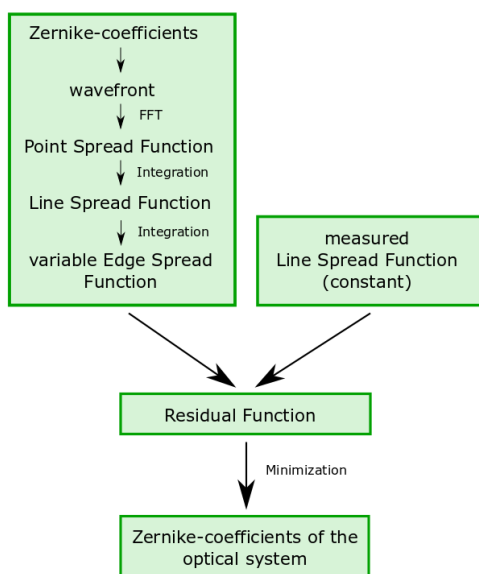 Zernike-coefficients
wavefront
FFT
Point Spread Function
Integration
Line Spread Function
Integration
variable Edge Spread
Function
measured
Line Spread Function
(constant)
Residual Function
Minimization
Zernike-coefficients of the
optical system